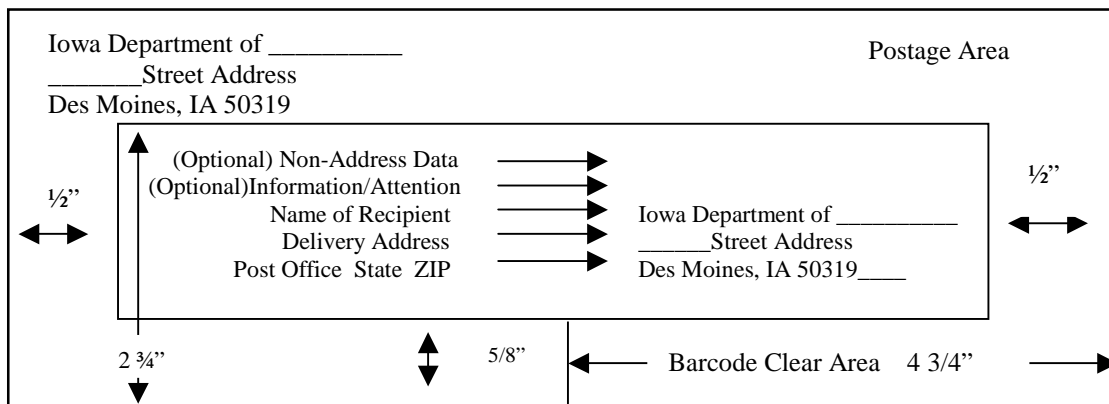 Iowa Department of __________
_______Street Address
Des Moines, IA 50319
Postage Area
(Optional) Non-Address Data
(Optional)Information/Attention
Name of Recipient
Delivery Address
Post Office  State  ZIP
Iowa Department of __________
______Street Address
Des Moines, IA 50319____
½”
½”
2 ¾”
5/8”
Barcode Clear Area    4 3/4”